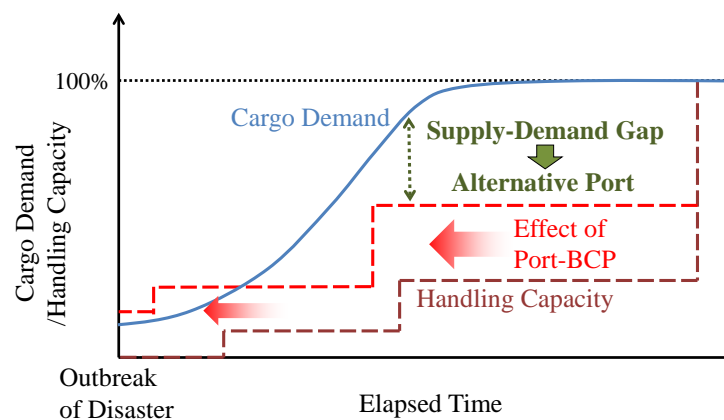 100%
Cargo Demand
Supply-Demand Gap
Alternative Port
Effect of
Port-BCP
Handling Capacity
Cargo Demand
/Handling Capacity
Outbreak
of Disaster
Elapsed Time